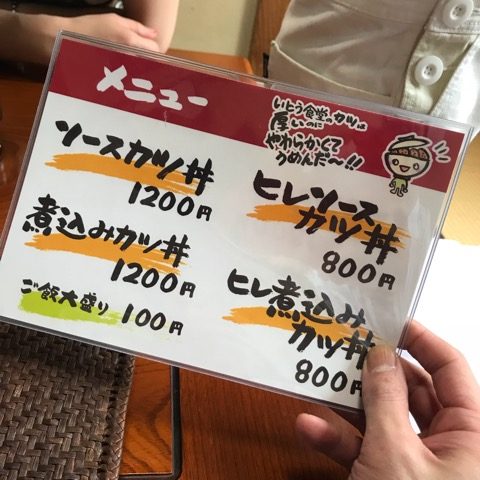 メニュー
いとう食堂のカツは
厚いのに
やわらかくて
うめんだ〜!!
ソースカツ丼
1200円
煮込みカツ丼
1200円
ご飯大盛り 100円
ヒレソース
カツ丼
800円
ヒレ煮込み
カツ丼
800円